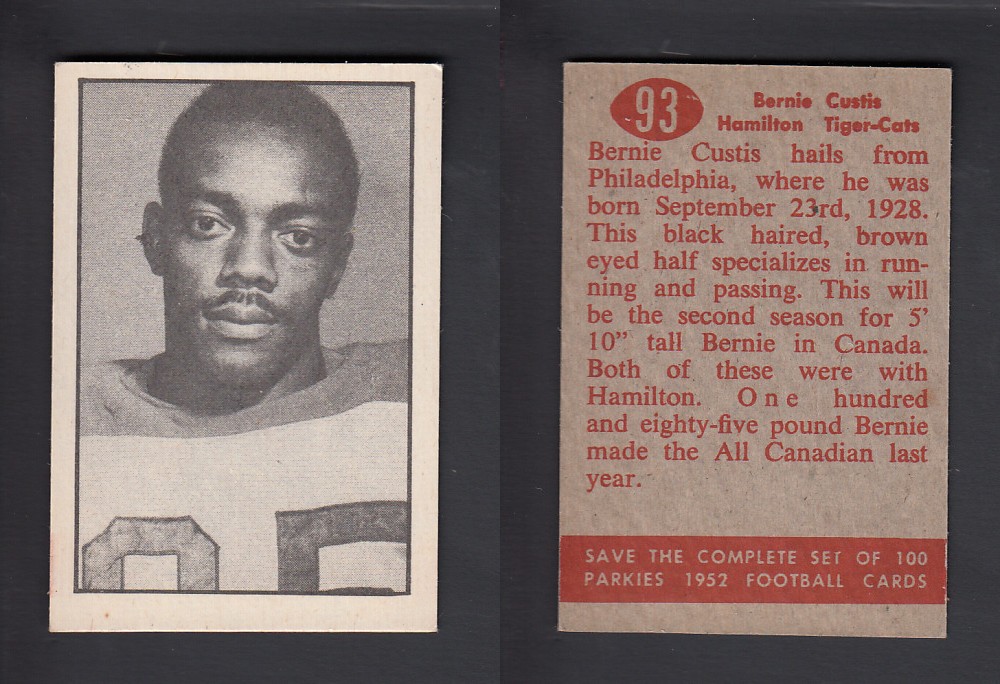 93
Bernie Custis
Hamilton Tiger-Cats
Bernie Custis hails from
Philadelphia, where he was
born September 23rd, 1928.
This black haired, brown
eyed half specializes in run-
ning and passing. This will
be the second season for 5’
10” tall Bernie in Canada.
Both of these were with
Hamilton. One hundred
and eighty-five pound Bernie
made the All Canadian last
year.
SAVE THE COMPLETE SET OF 100
PARKIES 1952 FOOTBALL CARDS